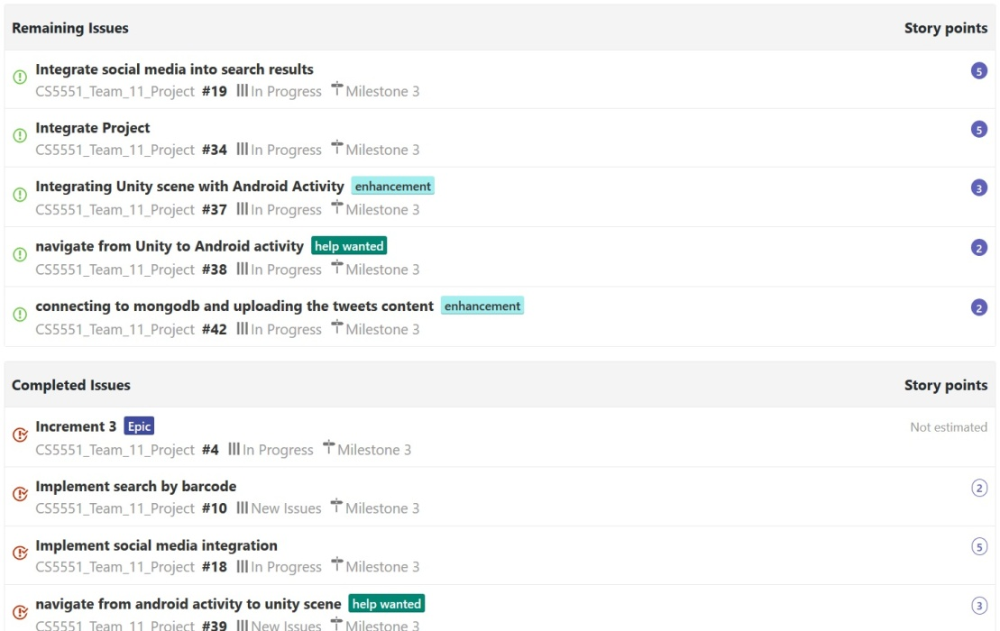 Remaining Issues Story points
Integrate social media into search results 5
CS5551_Team_11_Project #19 In Progress Milestone 3
Integrate Project 5
CS5551_Team_11_Project #34 In Progress Milestone 3
Integrating Unity scene with Android Activity enhancement 3
CS5551_Team_11_Project #37 In Progress Milestone 3
navigate from Unity to Android activity help wanted 2
CS5551_Team_11_Project #38 In Progress Milestone 3
connecting to mongodb and uploading the tweets content enhancement 2
CS5551_Team_11_Project #42 In Progress Milestone 3
Completed Issues Story points
Increment 3 Epic Not estimated
CS5551_Team_11_Project #4 In Progress Milestone 3
Implement search by barcode 2
CS5551_Team_11_Project #10 New Issues Milestone 3
Implement social media integration 5
CS5551_Team_11_Project #18 In Progress Milestone 3
navigate from android activity to unity scene help wanted 3
CS5551_Team_11_Project #39 New Issues Milestone 3